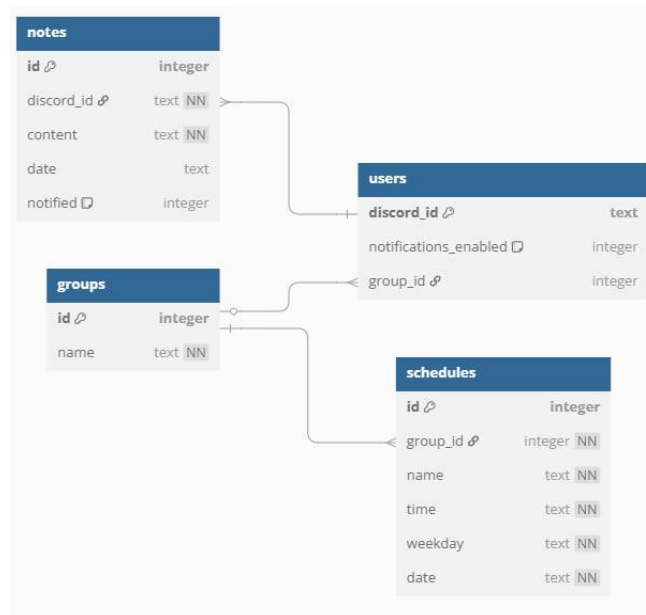 notes
id integer
discord_id text NN
content text NN
date text
notified integer
users
discord_id text
notifications_enabled integer
group_id integer
groups
id integer
name text NN
schedules
id integer
group_id integer NN
name text NN
time text NN
weekday text NN
date text NN